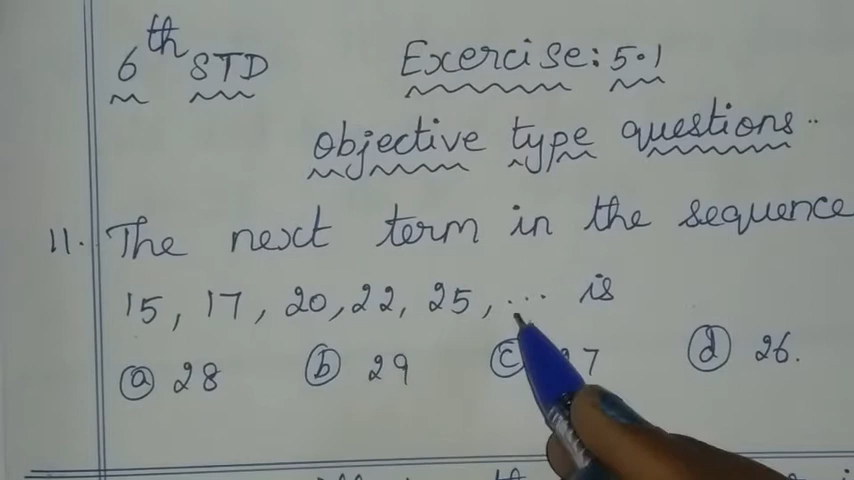 6th STD Exercise: 5.1
Objective type questions..
11. The next term in the sequence
15, 17, 20, 22, 25, ... is
ⓐ 28 ⓑ 29 ⓒ 27 ⓓ 26.